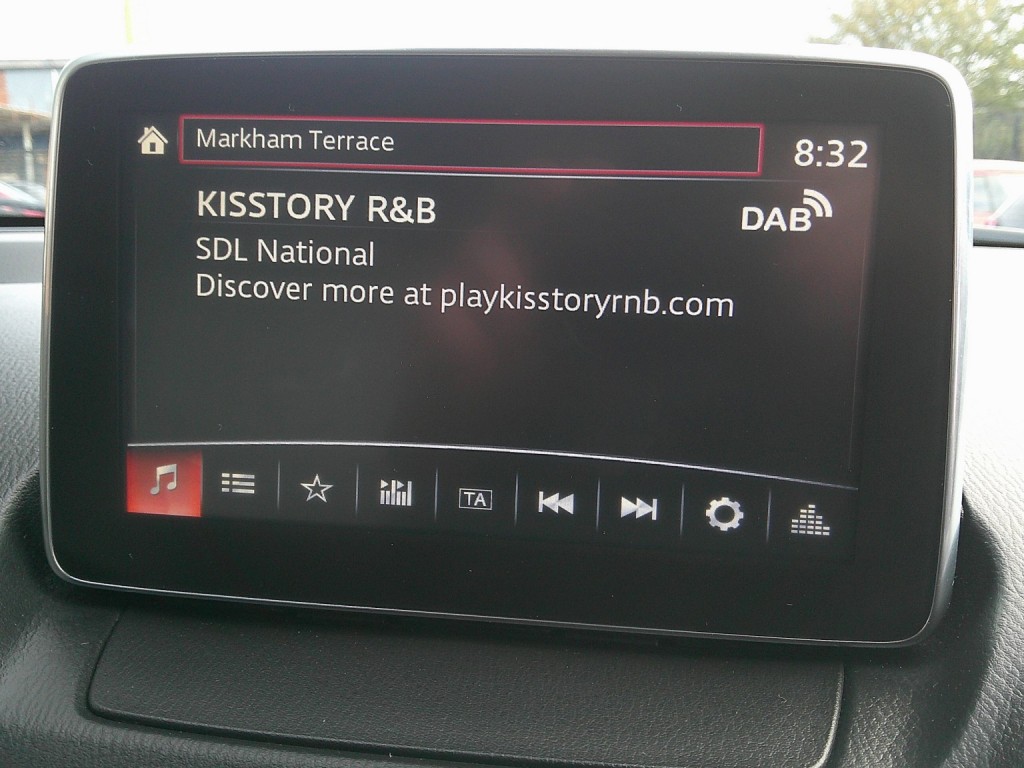 Markham Terrace
8:32
KISSTORY R&B
DAB
SDL National
Discover more at playkisstoryrnb.com
TA